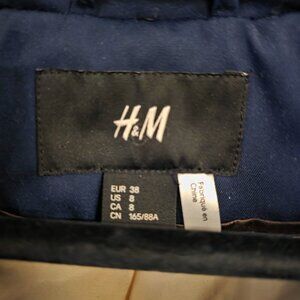 H&M
EUR 38
US 8
CA 8
CN 165/88A
Fabriqué en
Chine